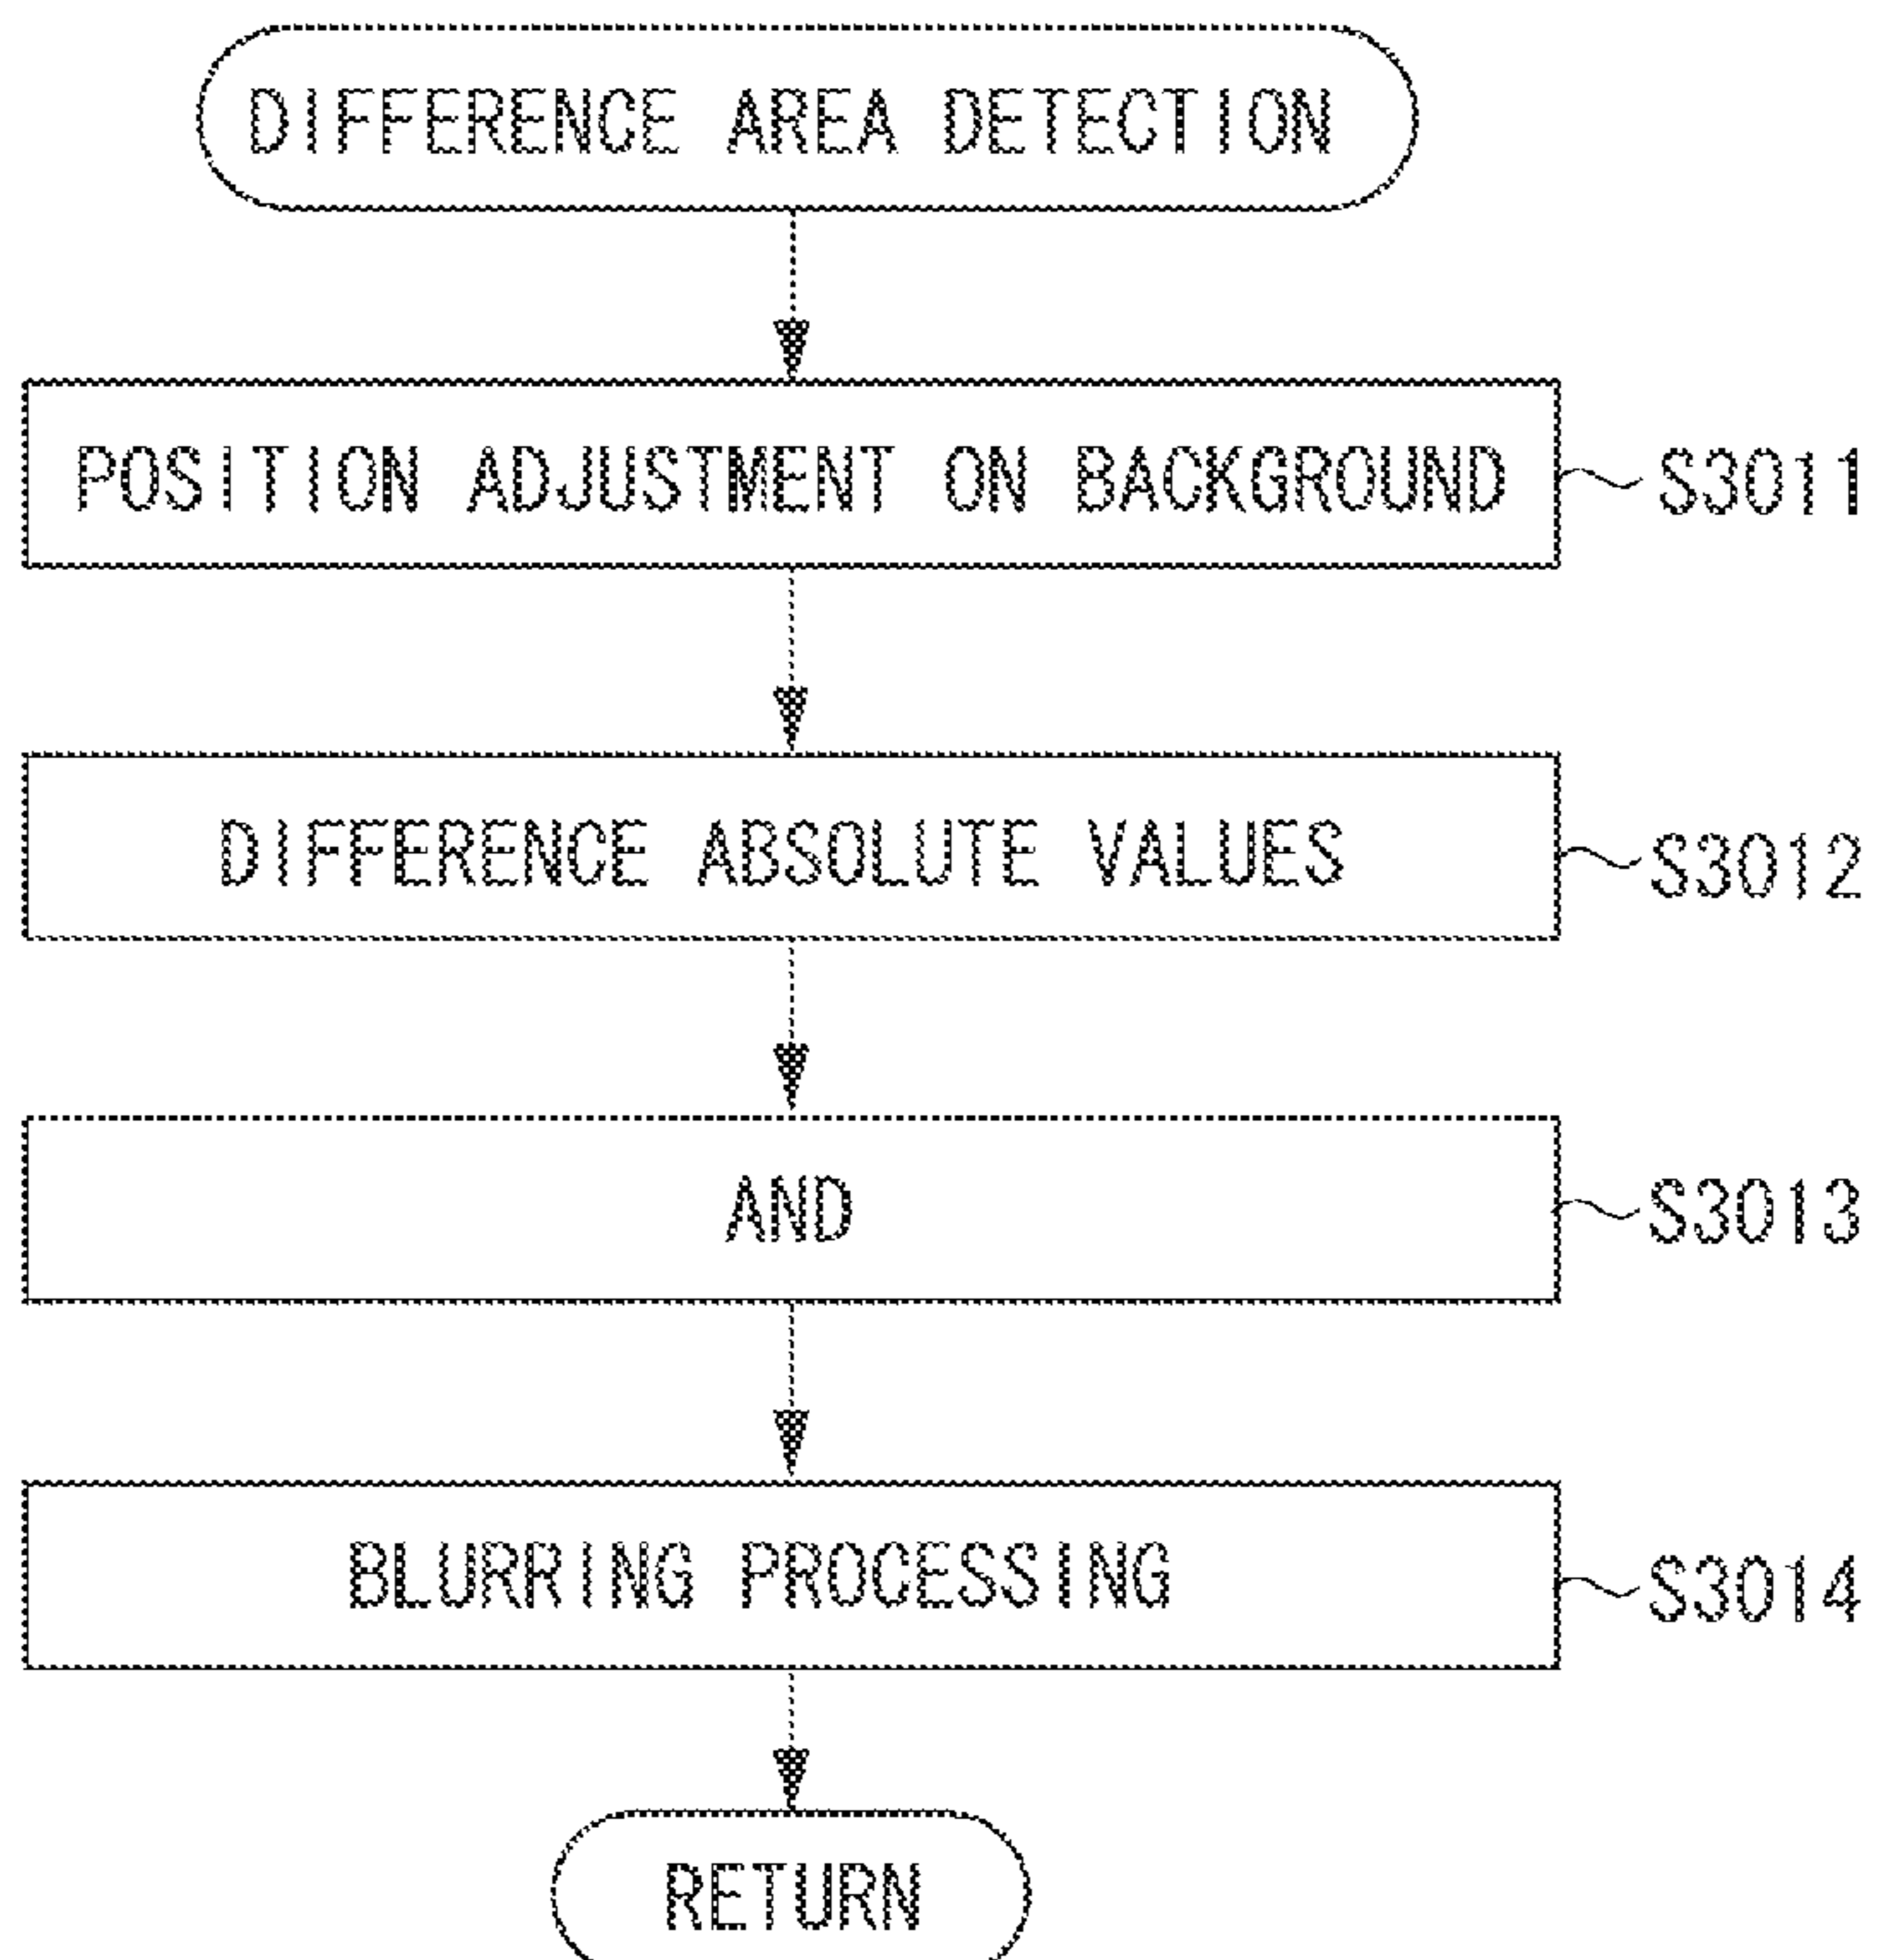 DIFFERENCE AREA DETECTION
POSITION ADJUSTMENT ON BACKGROUND
S3011
DIFFERENCE ABSOLUTE VALUES
S3012
AND
S3013
BLURRING PROCESSING
S3014
RETURN